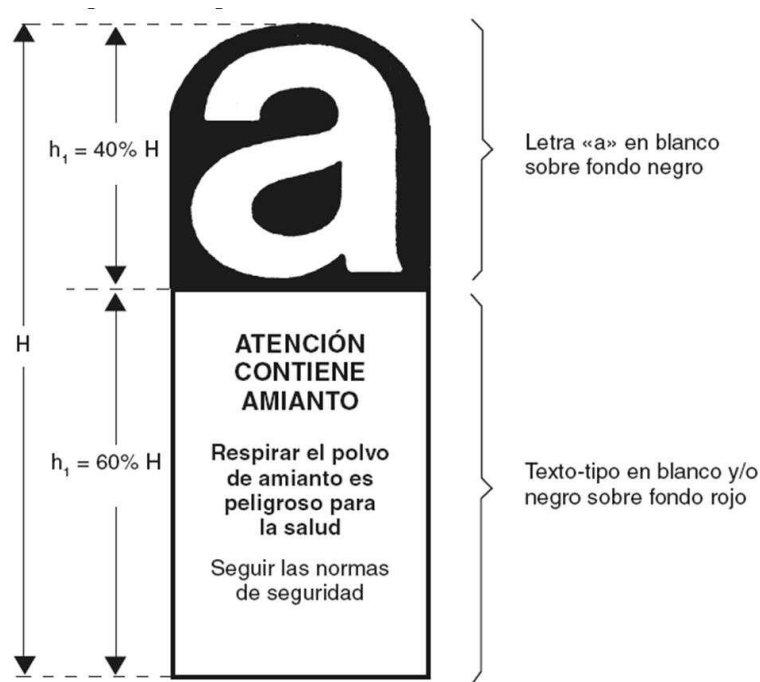 a
h₁ = 40% H
Letra «a» en blanco
sobre fondo negro
H
ATENCIÓN
CONTIENE
AMIANTO
Respirar el polvo
de amianto es
peligroso para
la salud
Seguir las normas
de seguridad
h₁ = 60% H
Texto-tipo en blanco y/o
negro sobre fondo rojo